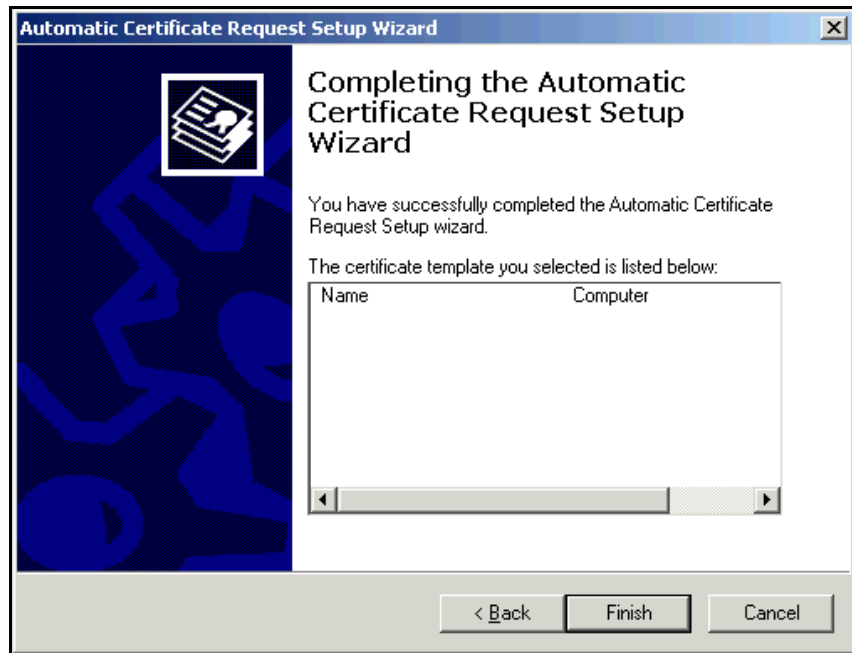 Automatic Certificate Request Setup Wizard
Completing the Automatic
Certificate Request Setup
Wizard
You have successfully completed the Automatic Certificate
Request Setup wizard.
The certificate template you selected is listed below:
Name Computer
< Back Finish Cancel